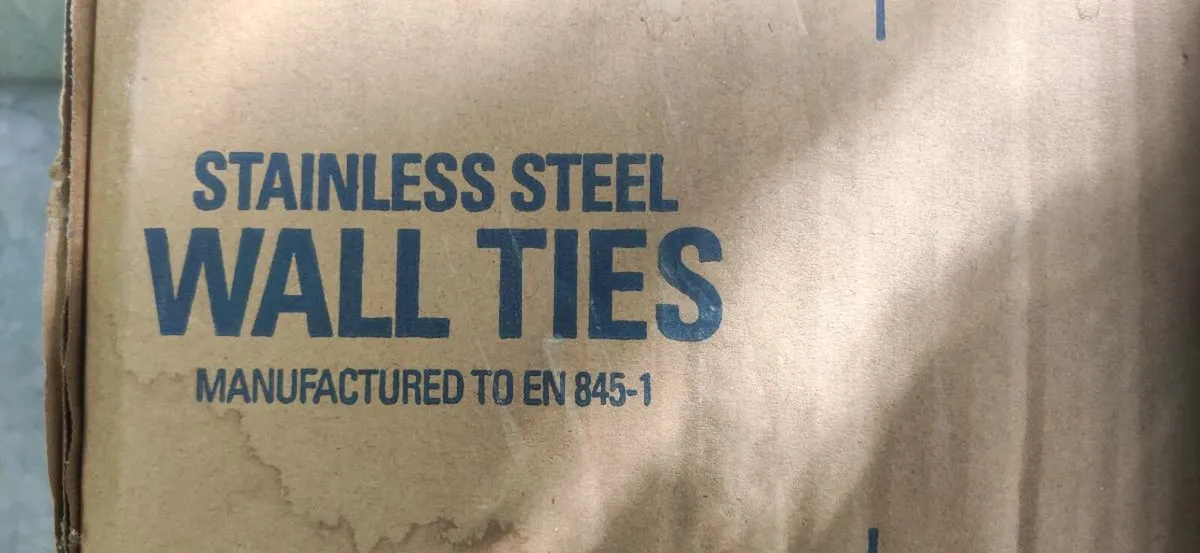 STAINLESS STEEL
WALL TIES
MANUFACTURED TO EN 845-1